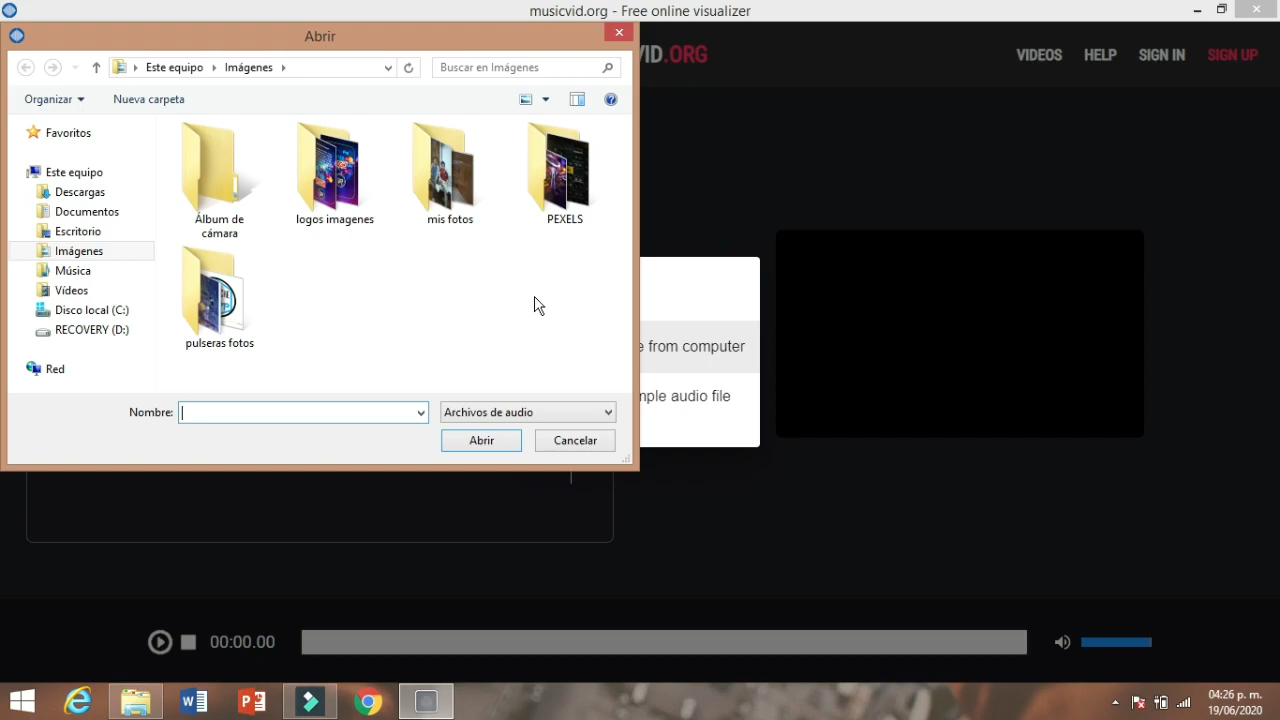 musicvid.org - Free online visualizer
Abrir
VID.ORG
VIDEOS HELP SIGN IN SIGN UP
Este equipo Imágenes
Buscar en Imágenes
Organizar Nueva carpeta
Favoritos
Este equipo
Descargas
Documentos
Escritorio
Imágenes
Música
Vídeos
Disco local (C:)
RECOVERY (D:)
Red
Álbum de
cámara
logos imagenes
mis fotos
PEXELS
pulseras fotos
Nombre:
Archivos de audio
Abrir Cancelar
from computer
audio file
00:00.00
04:26 p. m.
19/06/2020